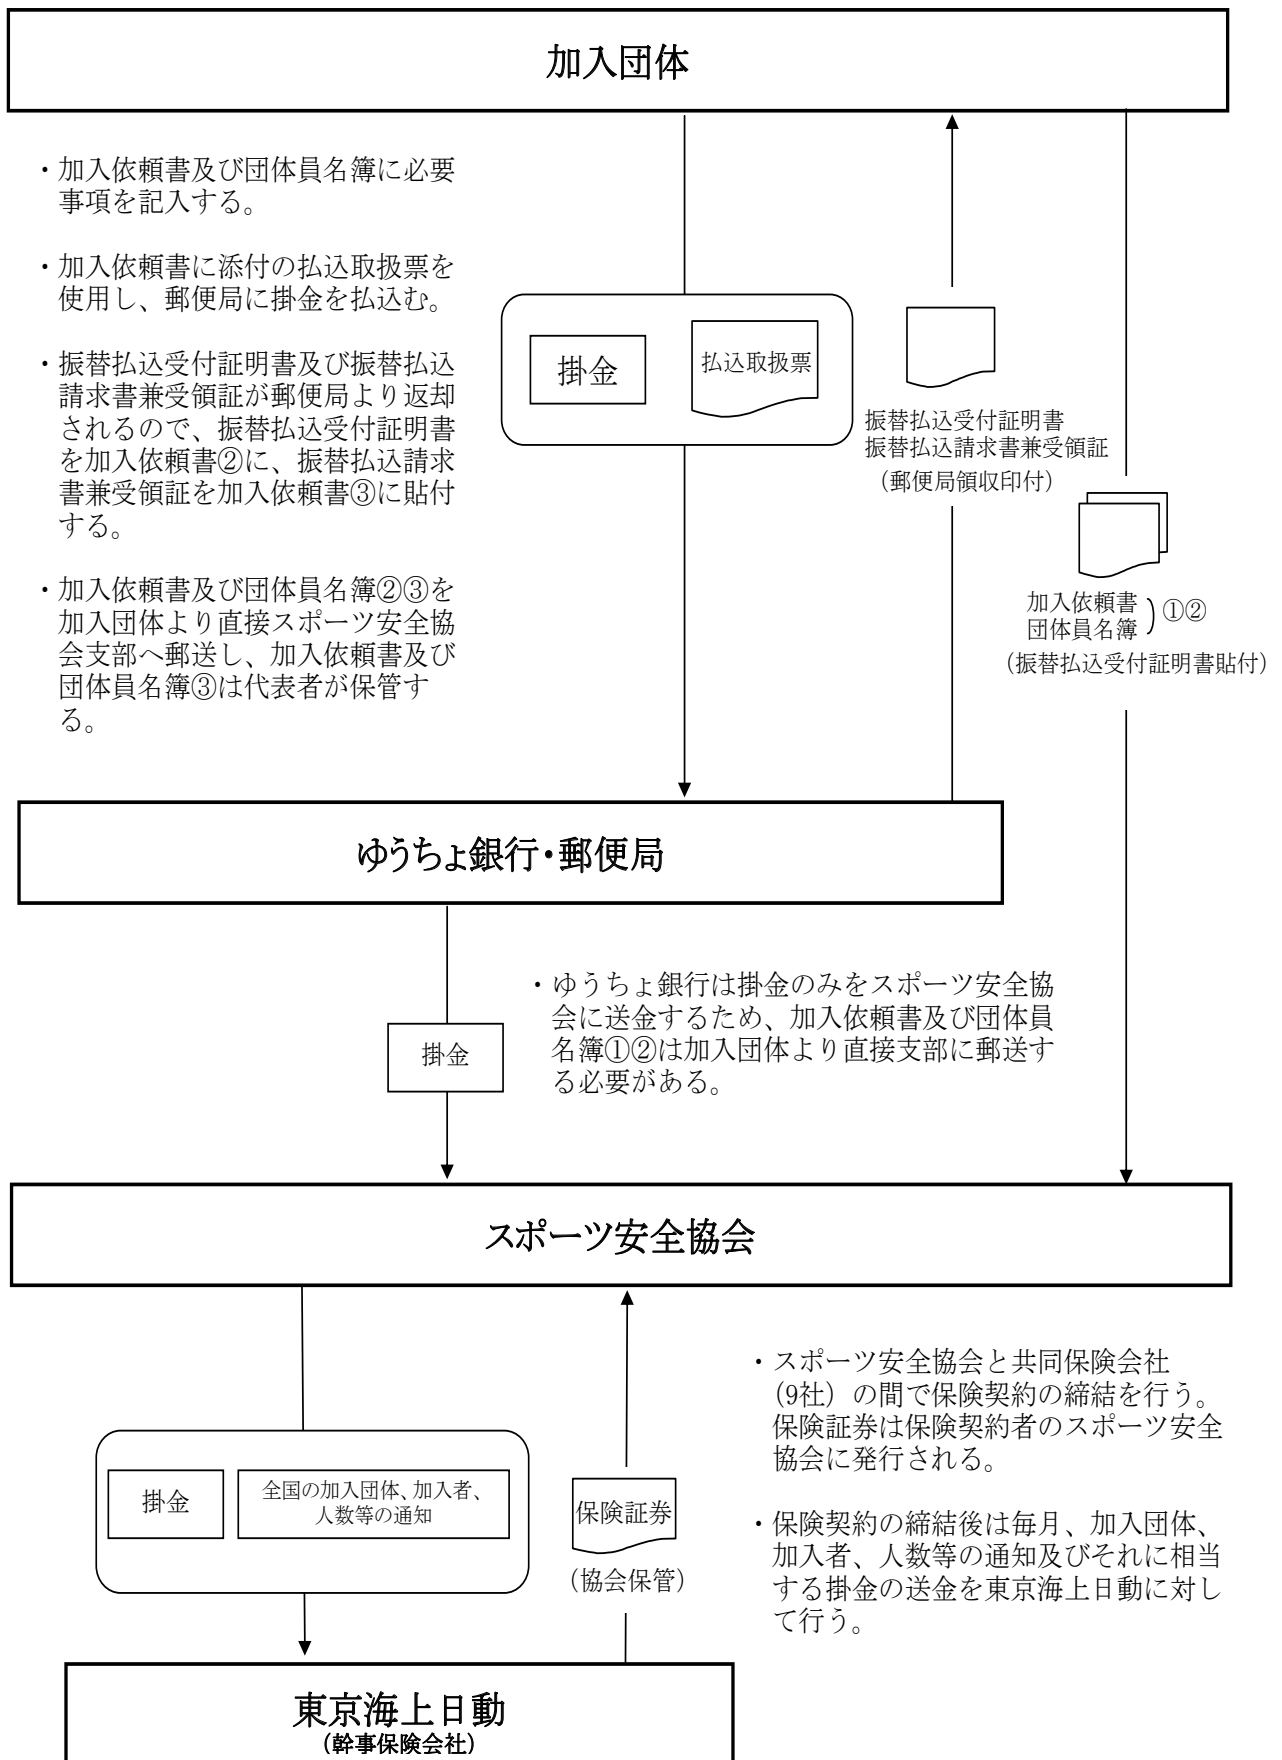 加入団体
・加入依頼書及び団体員名簿に必要
事項を記入する。
・加入依頼書に添付の払込取扱票を
使用し、郵便局に掛金を払込む。
・振替払込受付証明書及び振替払込
請求書兼受領証が郵便局より返却
されるので、振替払込受付証明書
を加入依頼書②に、振替払込請求
書兼受領証を加入依頼書③に貼付
する。
・加入依頼書及び団体員名簿②③を
加入団体より直接スポーツ安全協
会支部へ郵送し、加入依頼書及び
団体員名簿③は代表者が保管す
る。
掛金
払込取扱票
振替払込受付証明書
振替払込請求書兼受領証
（郵便局領収印付）
加入依頼書
団体員名簿
①②
（振替払込受付証明書貼付）
ゆうちょ銀行・郵便局
掛金
・ゆうちょ銀行は掛金のみをスポーツ安全協
会に送金するため、加入依頼書及び団体員
名簿①②は加入団体より直接支部に郵送す
る必要がある。
スポーツ安全協会
掛金
全国の加入団体、加入者、
人数等の通知
保険証券
（協会保管）
・スポーツ安全協会と共同保険会社
（9社）の間で保険契約の締結を行う。
保険証券は保険契約者のスポーツ安全
協会に発行される。
・保険契約の締結後は毎月、加入団体、
加入者、人数等の通知及びそれに相当
する掛金の送金を東京海上日動に対し
て行う。
東京海上日動
（幹事保険会社）